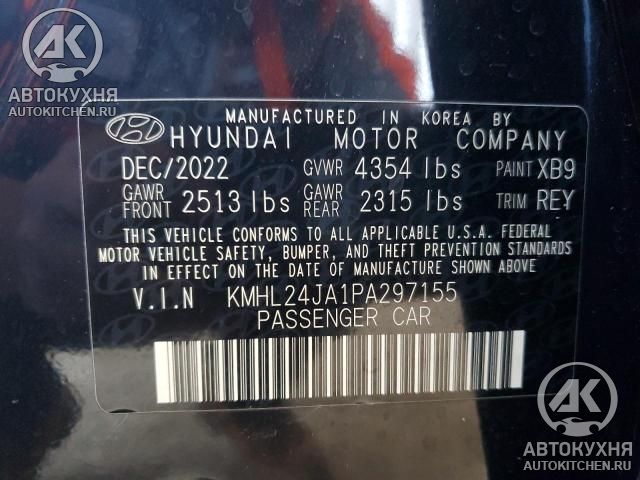 АК
АВТОКУХНЯ
AUTOKITCHEN.RU
MANUFACTURED IN KOREA BY
HYUNDAI MOTOR COMPANY
DEC/2022 GVWR 4354 lbs PAINT XB9
GAWR FRONT 2513 lbs GAWR REAR 2315 lbs TRIM REY
THIS VEHICLE CONFORMS TO ALL APPLICABLE U.S.A. FEDERAL
MOTOR VEHICLE SAFETY, BUMPER, AND THEFT PREVENTION STANDARDS
IN EFFECT ON THE DATE OF MANUFACTURE SHOWN ABOVE
V.I.N KMHL24JA1PA297155
PASSENGER CAR
АК
АВТОКУХНЯ
AUTOKITCHEN.RU